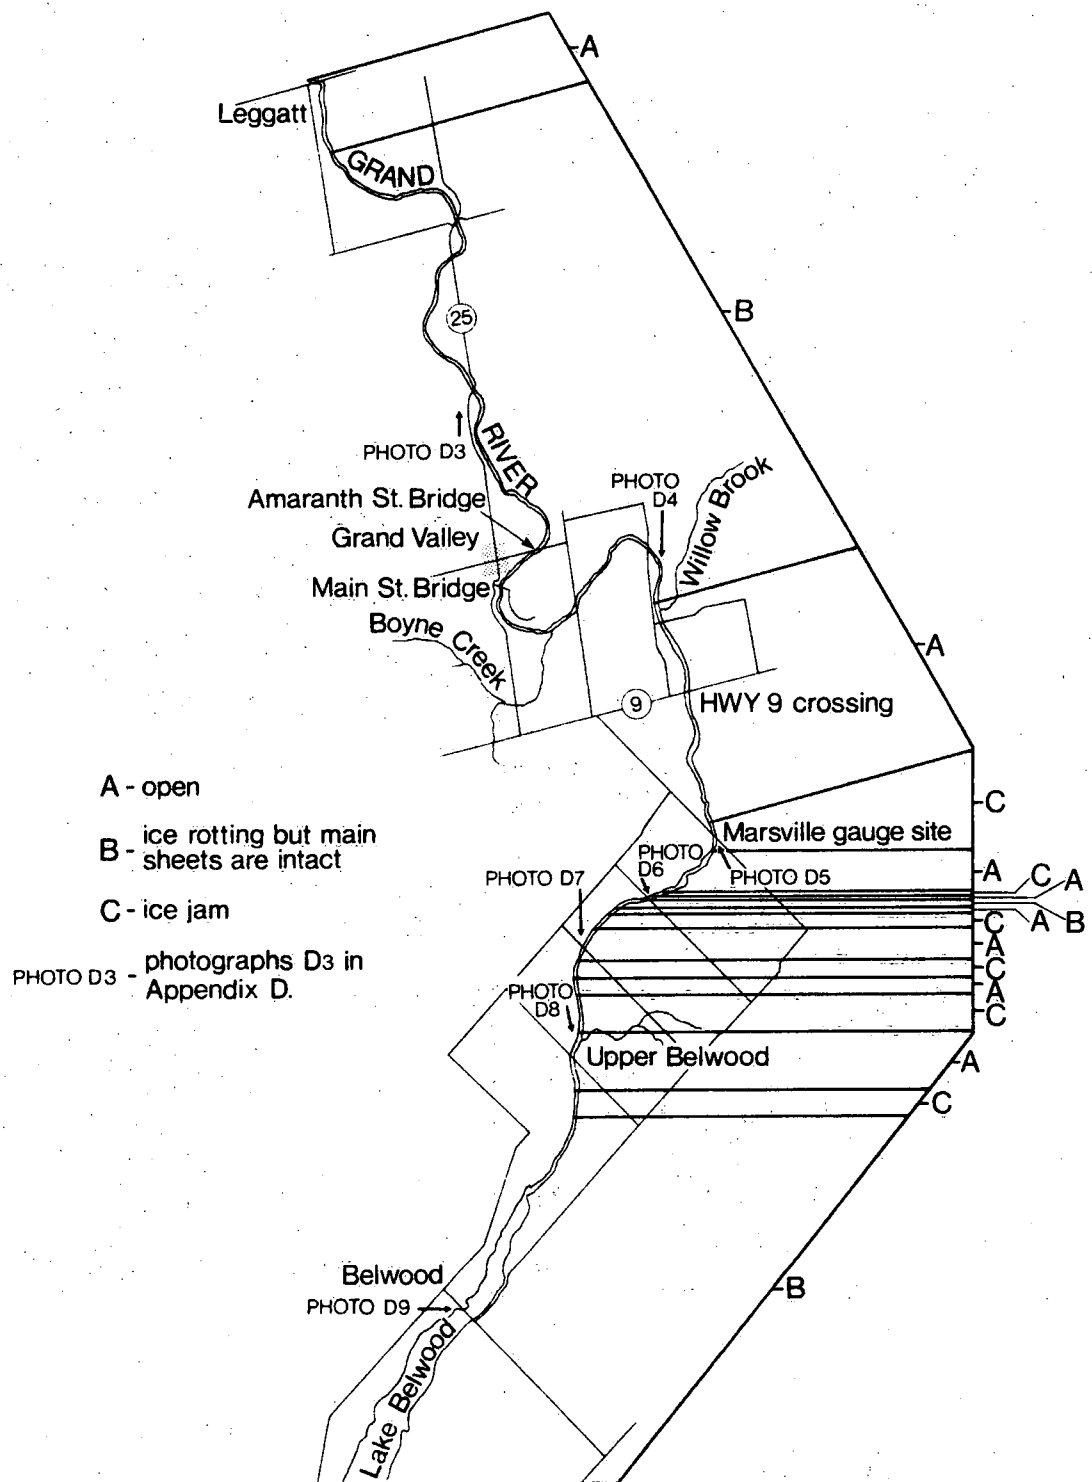 A
Leggatt
GRAND
B
25
PHOTO D3
RIVER
PHOTO
D4
Willow Brook
Amaranth St. Bridge
Grand Valley
Main St. Bridge
Boyne Creek
A
9
HWY 9 crossing
A - open
C
B - ice rotting but main
sheets are intact
Marsville gauge site
PHOTO
D6
PHOTO D7
PHOTO D5
A
C
A
C - ice jam
C
A
B
A
PHOTO D3 - photographs D3 in
Appendix D.
C
A
PHOTO
D8
C
Upper Belwood
A
C
Belwood
B
PHOTO D9
Lake Belwood